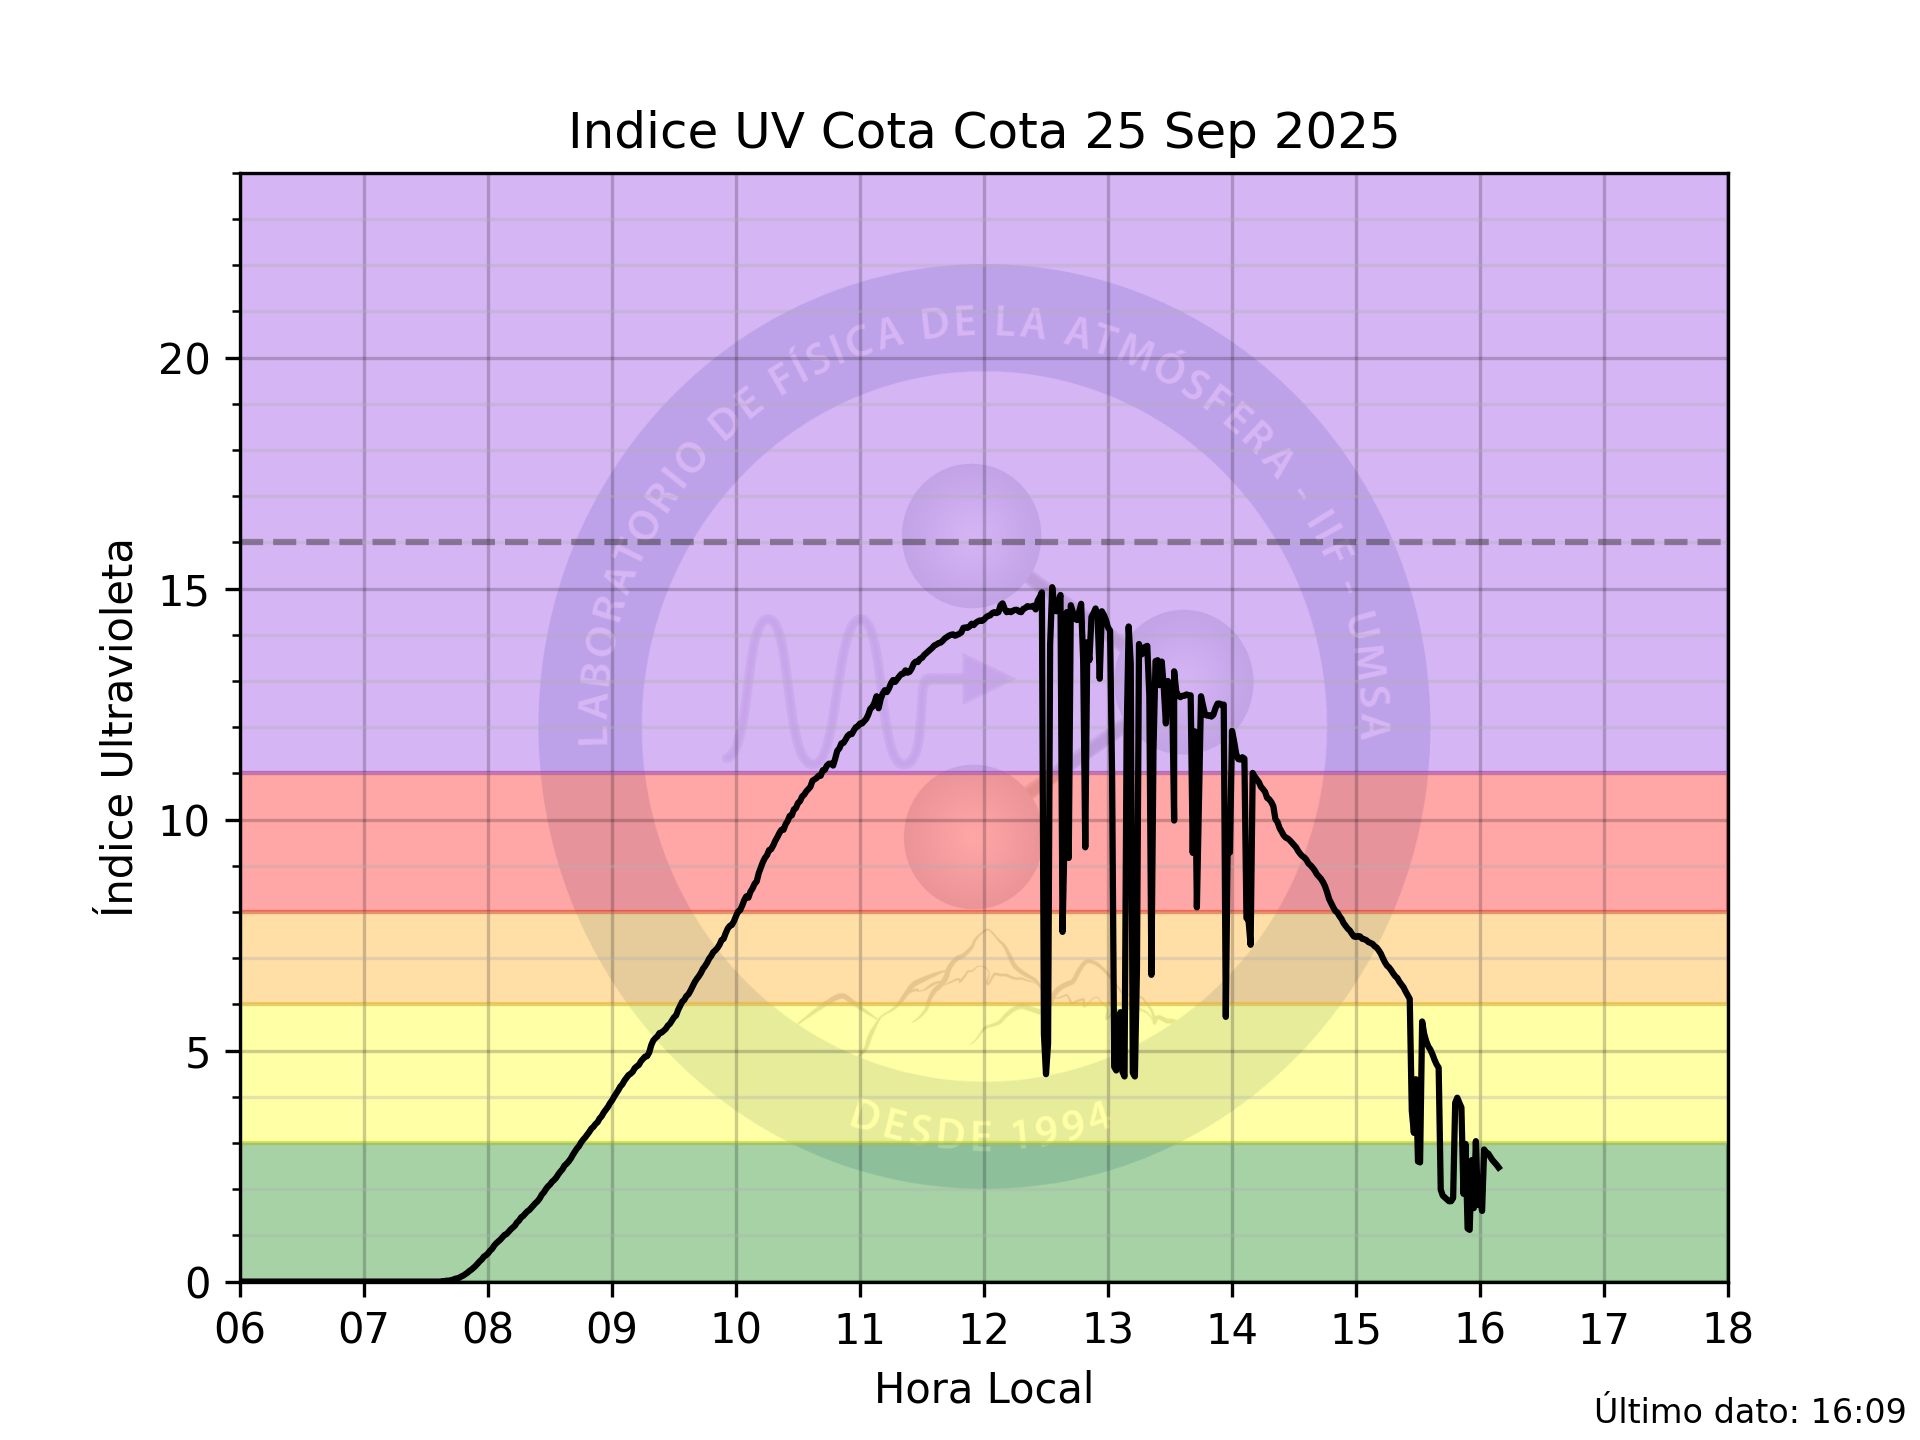 Indice UV Cota Cota 25 Sep 2025
Índice Ultravioleta
20
15
10
5
0
LABORATORIO DE FÍSICA DE LA ATMÓSFERA - IIF - UMSA
DESDE 1994
06 07 08 09 10 11 12 13 14 15 16 17 18
Hora Local
Último dato: 16:09